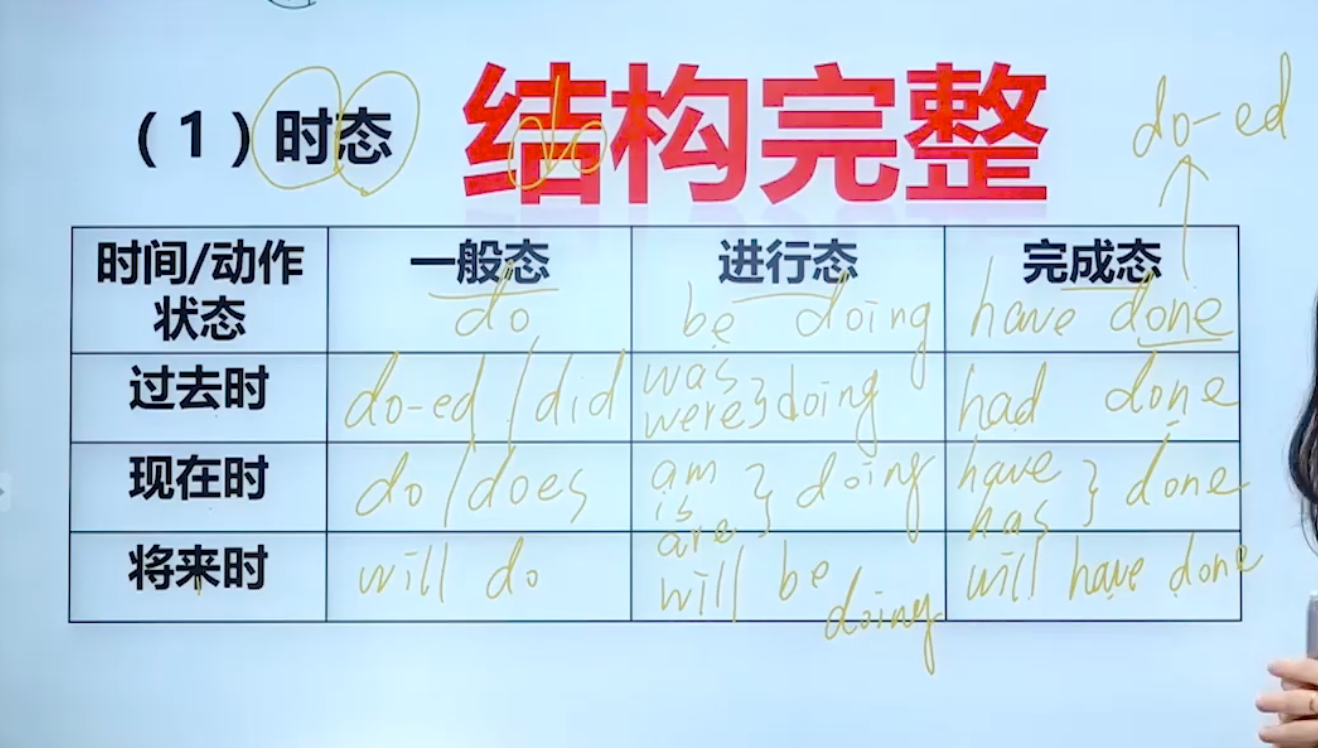 do-ed
(1)时态 结构完整
do
时间/动作状态 一般态 进行态 完成态
do be doing have done
过去时 do-ed/did was were}doing had done
现在时 do/does am is are}doing have has}done
将来时 will do will be doing will have done